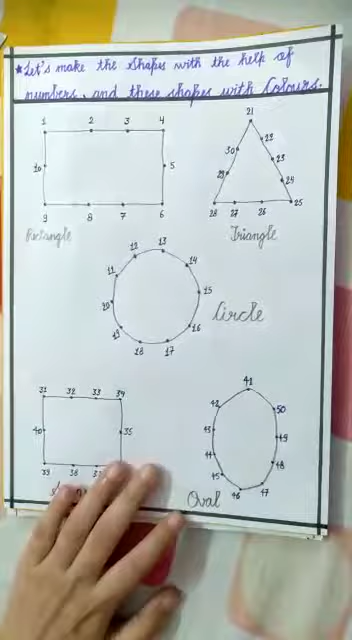 ★Let's make the Shapes with the help of
numbers, and these shapes with Colours.
1 2 3 4
10 5
9 8 7 6
Rectangle
21
30 22
29 23
24
28 27 26 25
Triangle
12 13
11 14
20 15
19 16
18 17
Circle
31 32 33 34
40 35
39 38
41
42 50
43 49
44 48
45 46 47
Oval